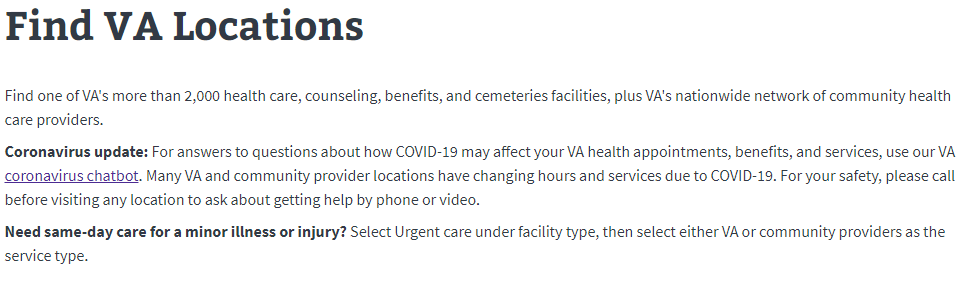 Find VA Locations
Find one of VA's more than 2,000 health care, counseling, benefits, and cemeteries facilities, plus VA's nationwide network of community health
care providers.
Coronavirus update: For answers to questions about how COVID-19 may affect your VA health appointments, benefits, and services, use our VA
coronavirus chatbot. Many VA and community provider locations have changing hours and services due to COVID-19. For your safety, please call
before visiting any location to ask about getting help by phone or video.
Need same-day care for a minor illness or injury? Select Urgent care under facility type, then select either VA or community providers as the
service type.